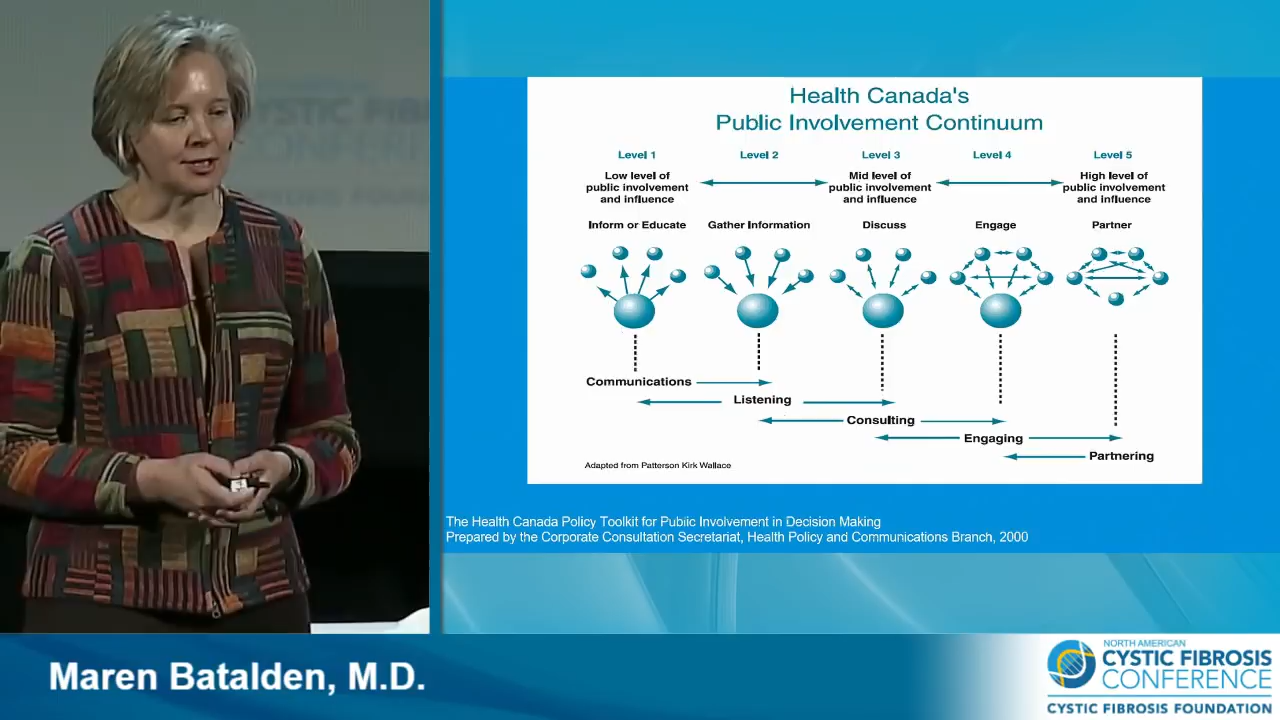 CYSTIC FIBR
CONFEREN
Health Canada's
Public Involvement Continuum
Level 1
Level 2
Level 3
Level 4
Level 5
Low level of
public involvement
and influence
Mid level of
public involvement
and influence
High level of
public involvement
and influence
Inform or Educate
Gather Information
Discuss
Engage
Partner
Communications
Listening
Consulting
Engaging
Partnering
Adapted from Patterson Kirk Wallace
The Health Canada Policy Toolkit for Public Involvement in Decision Making
Prepared by the Corporate Consultation Secretariat, Health Policy and Communications Branch, 2000
Maren Batalden, M.D.
NORTH AMERICAN
CYSTIC FIBROSIS
CONFERENCE
CYSTIC FIBROSIS FOUNDATION